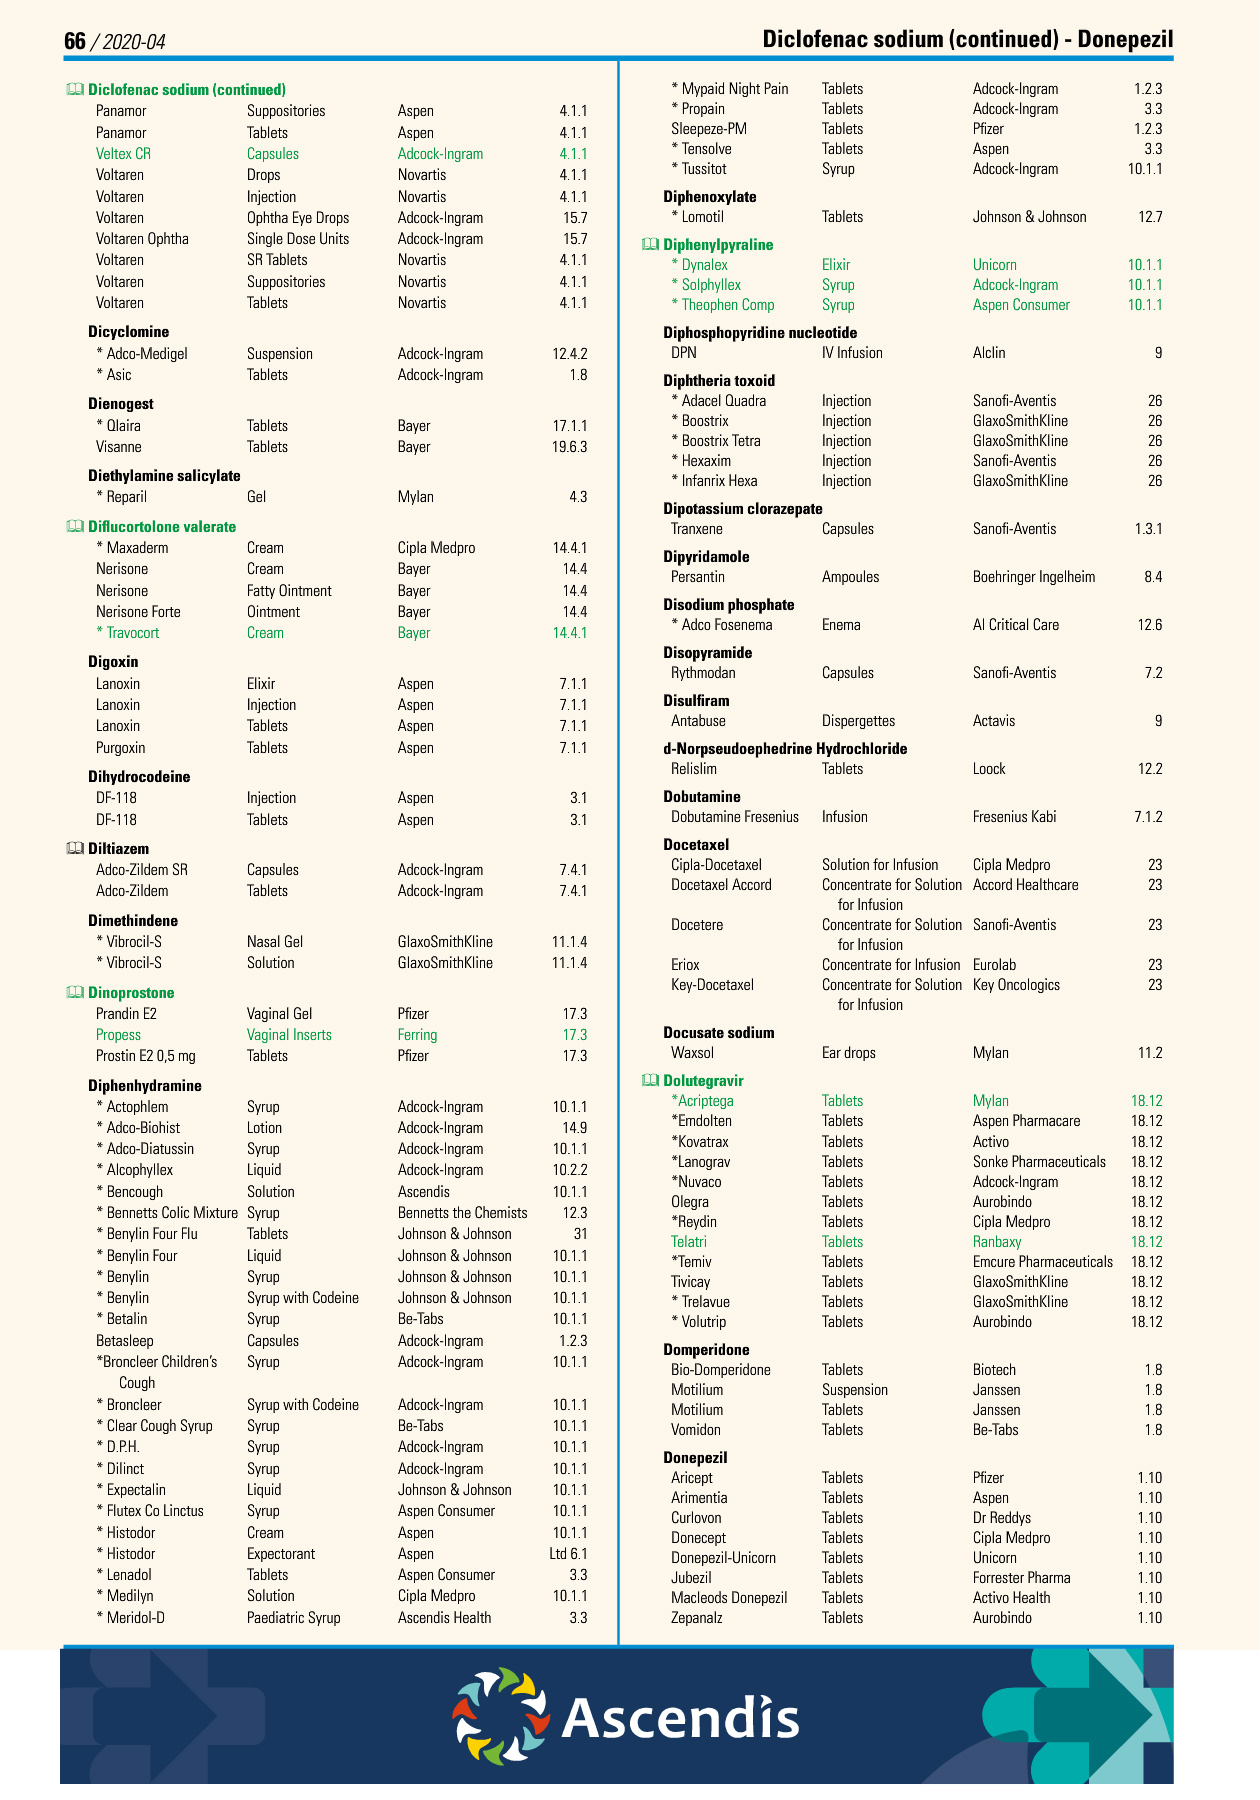 66 / 2020-04
Diclofenac sodium (continued) - Donepezil
Diclofenac sodium (continued)
Panamor Suppositories Aspen 4.1.1
Panamor Tablets Aspen 4.1.1
Veltex CR Capsules Adcock-Ingram 4.1.1
Voltaren Drops Novartis 4.1.1
Voltaren Injection Novartis 4.1.1
Voltaren Ophtha Eye Drops Adcock-Ingram 15.7
Voltaren Ophtha Single Dose Units Adcock-Ingram 15.7
Voltaren SR Tablets Novartis 4.1.1
Voltaren Suppositories Novartis 4.1.1
Voltaren Tablets Novartis 4.1.1
Dicyclomine
* Adco-Medigel Suspension Adcock-Ingram 12.4.2
* Asic Tablets Adcock-Ingram 1.8
Dienogest
* Qlaira Tablets Bayer 17.1.1
Visanne Tablets Bayer 19.6.3
Diethylamine salicylate
* Reparil Gel Mylan 4.3
Diflucortolone valerate
* Maxaderm Cream Cipla Medpro 14.4.1
Nerisone Cream Bayer 14.4
Nerisone Fatty Ointment Bayer 14.4
Nerisone Forte Ointment Bayer 14.4
* Travocort Cream Bayer 14.4.1
Digoxin
Lanoxin Elixir Aspen 7.1.1
Lanoxin Injection Aspen 7.1.1
Lanoxin Tablets Aspen 7.1.1
Purgoxin Tablets Aspen 7.1.1
Dihydrocodeine
DF-118 Injection Aspen 3.1
DF-118 Tablets Aspen 3.1
Diltiazem
Adco-Zildem SR Capsules Adcock-Ingram 7.4.1
Adco-Zildem Tablets Adcock-Ingram 7.4.1
Dimethindene
* Vibrocil-S Nasal Gel GlaxoSmithKline 11.1.4
* Vibrocil-S Solution GlaxoSmithKline 11.1.4
Dinoprostone
Prandin E2 Vaginal Gel Pfizer 17.3
Propess Vaginal Inserts Ferring 17.3
Prostin E2 0,5 mg Tablets Pfizer 17.3
Diphenhydramine
* Actophlem Syrup Adcock-Ingram 10.1.1
* Adco-Biohist Lotion Adcock-Ingram 14.9
* Adco-Diatussin Syrup Adcock-Ingram 10.1.1
* Alcophyllex Liquid Adcock-Ingram 10.2.2
* Bencough Solution Ascendis 10.1.1
* Bennetts Colic Mixture Syrup Bennetts the Chemists 12.3
* Benylin Four Flu Tablets Johnson & Johnson 31
* Benylin Four Liquid Johnson & Johnson 10.1.1
* Benylin Syrup Johnson & Johnson 10.1.1
* Benylin Syrup with Codeine Johnson & Johnson 10.1.1
* Betalin Syrup Be-Tabs 10.1.1
Betasleep Capsules Adcock-Ingram 1.2.3
*Broncleer Children's Syrup Adcock-Ingram 10.1.1
Cough
* Broncleer Syrup with Codeine Adcock-Ingram 10.1.1
* Clear Cough Syrup Syrup Be-Tabs 10.1.1
* D.P.H. Syrup Adcock-Ingram 10.1.1
* Dilinct Syrup Adcock-Ingram 10.1.1
* Expectalin Liquid Johnson & Johnson 10.1.1
* Flutex Co Linctus Syrup Aspen Consumer 10.1.1
* Histodor Cream Aspen 10.1.1
* Histodor Expectorant Aspen Ltd 6.1
* Lenadol Tablets Aspen Consumer 3.3
* Medilyn Solution Cipla Medpro 10.1.1
* Meridol-D Paediatric Syrup Ascendis Health 3.3
* Mypaid Night Pain Tablets Adcock-Ingram 1.2.3
* Propain Tablets Adcock-Ingram 3.3
Sleepeze-PM Tablets Pfizer 1.2.3
* Tensolve Tablets Aspen 3.3
* Tussitot Syrup Adcock-Ingram 10.1.1
Diphenoxylate
* Lomotil Tablets Johnson & Johnson 12.7
Diphenylpyraline
* Dynalex Elixir Unicorn 10.1.1
* Solphyllex Syrup Adcock-Ingram 10.1.1
* Theophen Comp Syrup Aspen Consumer 10.1.1
Diphosphopyridine nucleotide
DPN IV Infusion Alclin 9
Diphtheria toxoid
* Adacel Quadra Injection Sanofi-Aventis 26
* Boostrix Injection GlaxoSmithKline 26
* Boostrix Tetra Injection GlaxoSmithKline 26
* Hexaxim Injection Sanofi-Aventis 26
* Infanrix Hexa Injection GlaxoSmithKline 26
Dipotassium clorazepate
Tranxene Capsules Sanofi-Aventis 1.3.1
Dipyridamole
Persantin Ampoules Boehringer Ingelheim 8.4
Disodium phosphate
* Adco Fosenema Enema AI Critical Care 12.6
Disopyramide
Rythmodan Capsules Sanofi-Aventis 7.2
Disulfiram
Antabuse Dispergettes Actavis 9
d-Norpseudoephedrine Hydrochloride
Relislim Tablets Loock 12.2
Dobutamine
Dobutamine Fresenius Infusion Fresenius Kabi 7.1.2
Docetaxel
Cipla-Docetaxel Solution for Infusion Cipla Medpro 23
Docetaxel Accord Concentrate for Solution Accord Healthcare 23
for Infusion
Docetere Concentrate for Solution Sanofi-Aventis 23
for Infusion
Eriox Concentrate for Infusion Eurolab 23
Key-Docetaxel Concentrate for Solution Key Oncologics 23
for Infusion
Docusate sodium
Waxsol Ear drops Mylan 11.2
Dolutegravir
*Acriptega Tablets Mylan 18.12
*Emdolten Tablets Aspen Pharmacare 18.12
*Kovatrax Tablets Activo 18.12
*Lanograv Tablets Sonke Pharmaceuticals 18.12
*Nuvaco Tablets Adcock-Ingram 18.12
Olegra Tablets Aurobindo 18.12
*Reydin Tablets Cipla Medpro 18.12
Telatri Tablets Ranbaxy 18.12
*Temiv Tablets Emcure Pharmaceuticals 18.12
Tivicay Tablets GlaxoSmithKline 18.12
* Trelavue Tablets GlaxoSmithKline 18.12
* Volutrip Tablets Aurobindo 18.12
Domperidone
Bio-Domperidone Tablets Biotech 1.8
Motilium Suspension Janssen 1.8
Motilium Tablets Janssen 1.8
Vomidon Tablets Be-Tabs 1.8
Donepezil
Aricept Tablets Pfizer 1.10
Arimentia Tablets Aspen 1.10
Curlovon Tablets Dr Reddys 1.10
Donecept Tablets Cipla Medpro 1.10
Donepezil-Unicorn Tablets Unicorn 1.10
Jubezil Tablets Forrester Pharma 1.10
Macleods Donepezil Tablets Activo Health 1.10
Zepanalz Tablets Aurobindo 1.10
Ascendis